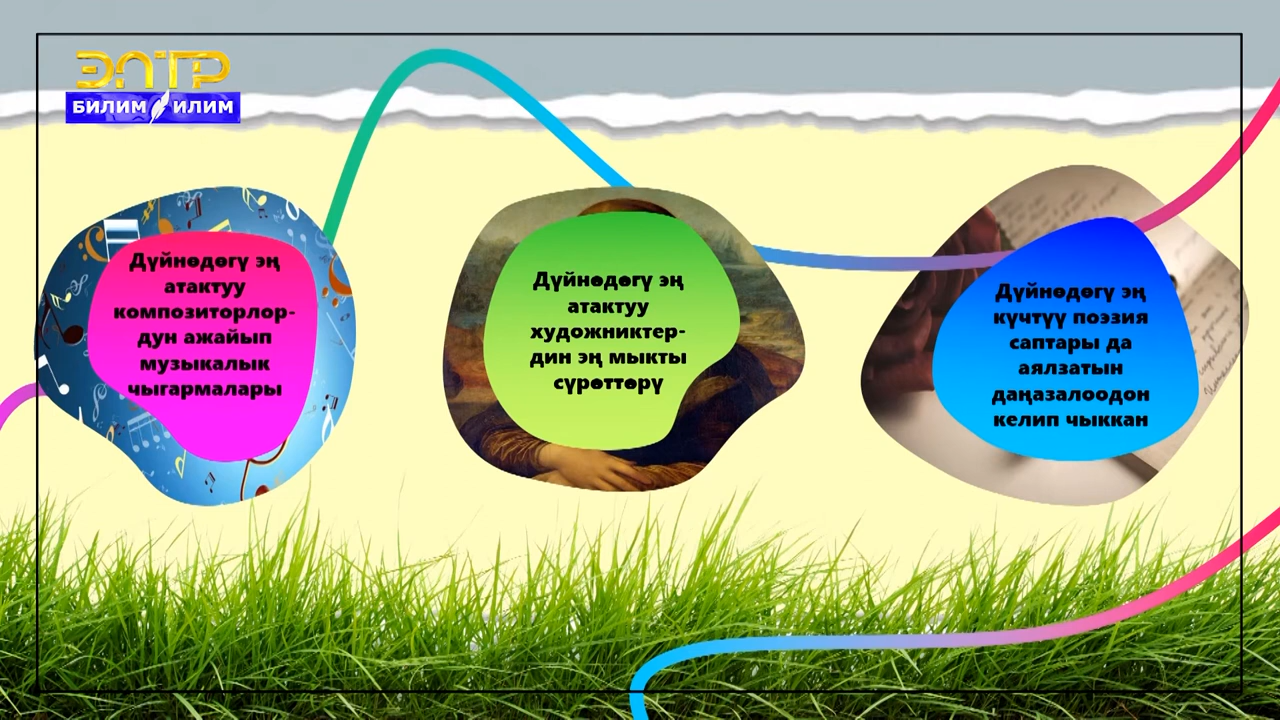 ЭЛТР
БИЛИМ ИЛИМ
Дүйнөдөгү эң
атактуу
композиторлор-
дун ажайып
музыкалык
чыгармалары
Дүйнөдөгү эң
атактуу
художниктер-
дин эң мыкты
сүрөттөрү
Дүйнөдөгү эң
күчтүү поэзия
саптары да
аялзатын
даңазалоодон
келип чыккан